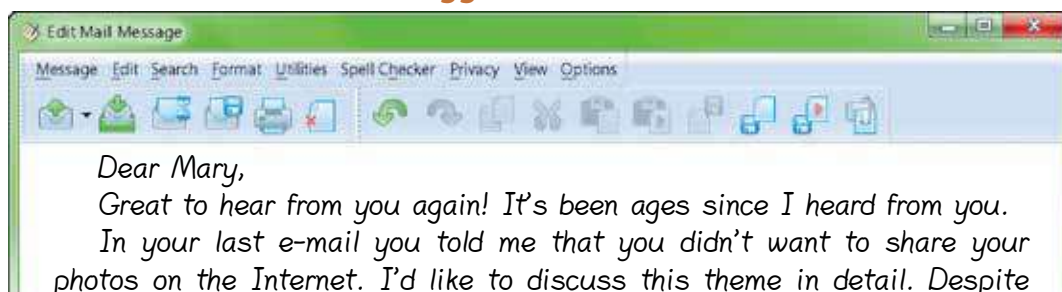 Edit Mail Message
Message Edit Search Format Utilities Spell Checker Privacy View Options
Dear Mary,
Great to hear from you again! It's been ages since I heard from you.
In your last e-mail you told me that you didn't want to share your
photos on the Internet. I'd like to discuss this theme in detail. Despite